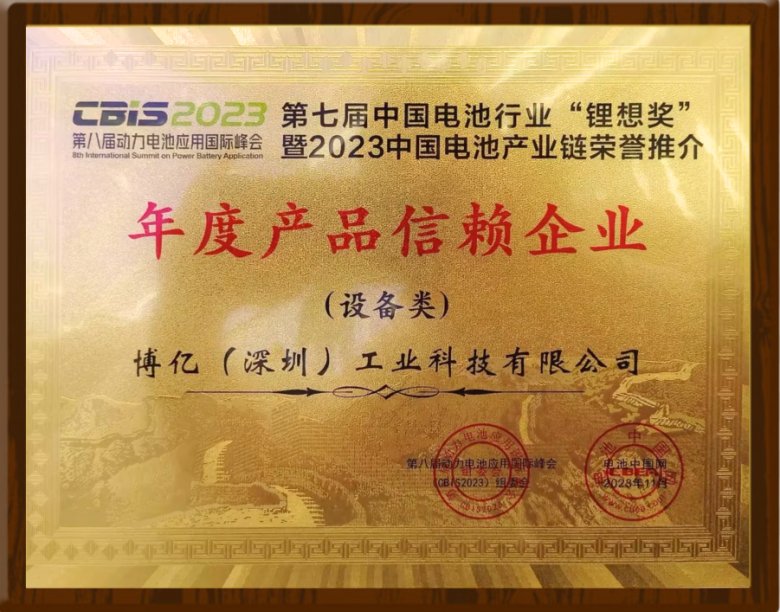 CBiS2023
第八届动力电池应用国际峰会
8th International Summit on Power Battery Application
第七届中国电池行业“锂想奖”
暨2023中国电池产业链荣誉推介
年度产品信赖企业
(设备类)
博亿（深圳）工业科技有限公司
第八届动力电池应用国际峰会
(CBIS2023) 组委会
电池中国网
2023年11月